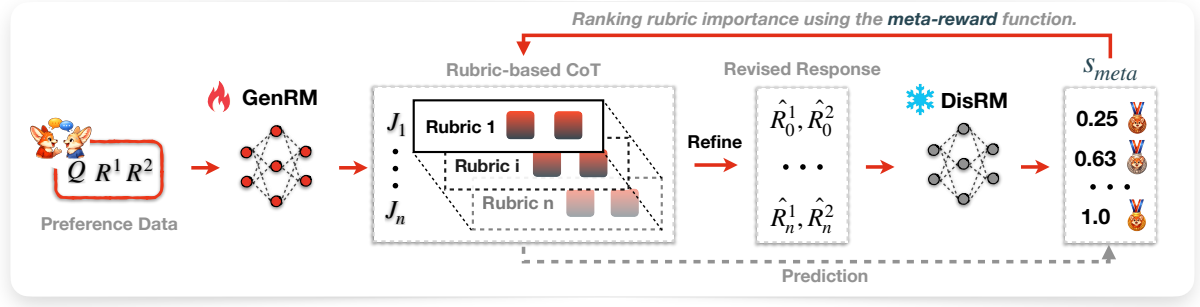 Ranking rubric importance using the meta-reward function.
Rubric-based CoT
Revised Response
S_meta
GenRM
DisRM
J_1
Rubric 1
R̂_0^1, R̂_0^2
0.25
Q R^1 R^2
Rubric i
Refine
• • •
0.63
• • •
Rubric n
J_n
R̂_n^1, R̂_n^2
1.0
Preference Data
Prediction